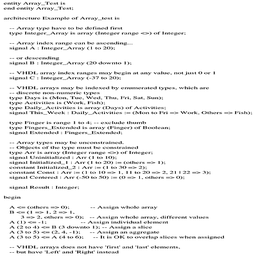 entity Array_Test is
end entity Array_Test;
architecture Example of Array_test is
-- Array type have to be defined first
type Integer_Array is array (Integer range <>) of Integer;
-- Array index range can be ascending...
signal A : Integer_Array (1 to 20);
-- or descending
signal B : Integer_Array (20 downto 1);
-- VHDL array index ranges may begin at any value, not just 0 or 1
signal C : Integer_Array (-37 to 20);
-- VHDL arrays may be indexed by enumerated types, which are
-- discrete non-numeric types
type Days is (Mon, Tue, Wed, Thu, Fri, Sat, Sun);
type Activities is (Work, Fish);
type Daily_Activities is array (Days) of Activities;
signal This_Week : Daily_Activities := (Mon to Fri => Work, Others => Fish);
type Finger is range 1 to 4; -- exclude thumb
type Fingers_Extended is array (Finger) of Boolean;
signal Extended : Fingers_Extended;
-- Array types may be unconstrained.
-- Objects of the type must be constrained
type Arr is array (Integer range <>) of Integer;
signal Uninitialized : Arr (1 to 10);
signal Initialized_1 : Arr (1 to 20) := (others => 1);
constant Initialized_2 : Arr := (1 to 30 => 2);
constant Const : Arr := (1 to 10 => 1, 11 to 20 => 2, 21 | 22 => 3);
signal Centered : Arr (-50 to 50) := (0 => 1, others => 0);
signal Result : Integer;
begin
A <= (others => 0); -- Assign whole array
B <= (1 => 1, 2 => 1,
3 => 2, others => 0); -- Assign whole array, different values
A (1) <= -1; -- Assign individual element
A (2 to 4) <= B (3 downto 1); -- Assign a slice
A (3 to 5) <= (2, 4, -1); -- Assign an aggregate
A (3 to 5) <= A (4 to 6); -- It is OK to overlap slices when assigned
-- VHDL arrays does not have 'first' and 'last' elements,
-- but have 'Left' and 'Right' instead